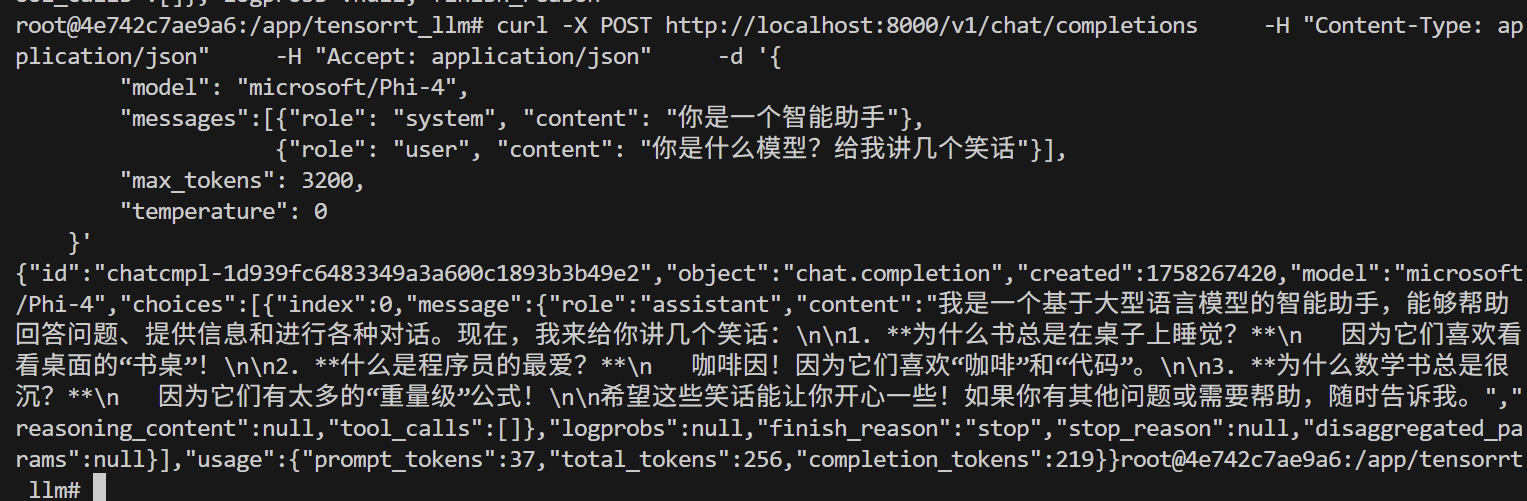 ool_calls":[]},"logprobs":null,"finish_reason"
root@4e742c7ae9a6:/app/tensorrt_llm# curl -X POST http://localhost:8000/v1/chat/completions     -H "Content-Type: ap
plication/json"     -H "Accept: application/json"     -d '{
        "model": "microsoft/Phi-4",
        "messages":[{"role": "system", "content": "你是一个智能助手"},
                    {"role": "user", "content": "你是什么模型？给我讲几个笑话"}],
        "max_tokens": 3200,
        "temperature": 0
    }'
{"id":"chatcmpl-1d939fc6483349a3a600c1893b3b49e2","object":"chat.completion","created":1758267420,"model":"microsoft
/Phi-4","choices":[{"index":0,"message":{"role":"assistant","content":"我是一个基于大型语言模型的智能助手，能够帮助
回答问题、提供信息和进行各种对话。现在，我来给你讲几个笑话：\n\n1. **为什么书总是在桌子上睡觉？**\n   因为它们喜欢看
看桌面的“书桌”！\n\n2. **什么是程序员的最爱？**\n   咖啡因！因为它们喜欢“咖啡”和“代码”。\n\n3. **为什么数学书总是很
沉？**\n   因为它们有太多的“重量级”公式！\n\n希望这些笑话能让你开心一些！如果你有其他问题或需要帮助，随时告诉我。","
reasoning_content":null,"tool_calls":[]},"logprobs":null,"finish_reason":"stop","stop_reason":null,"disaggregated_pa
rams":null}],"usage":{"prompt_tokens":37,"total_tokens":256,"completion_tokens":219}}root@4e742c7ae9a6:/app/tensorrt
_llm#